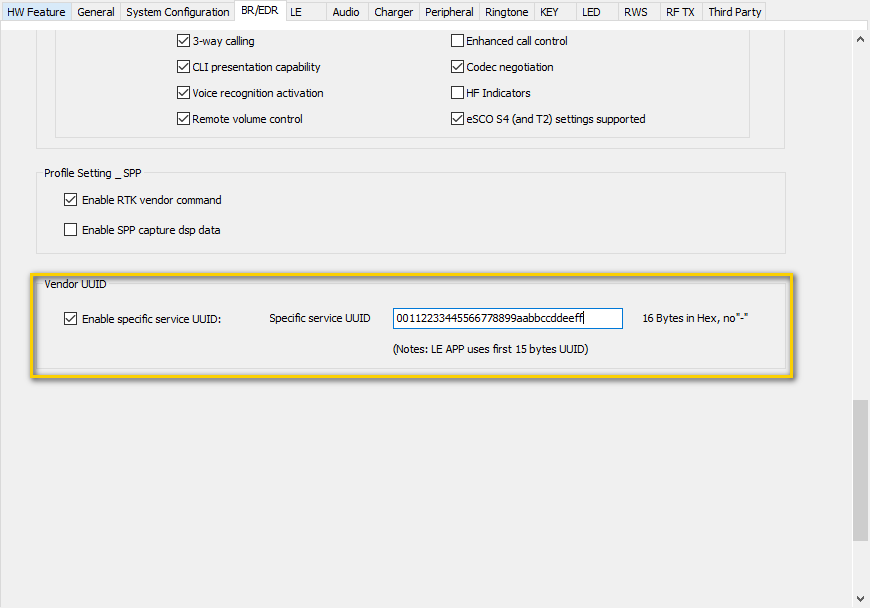 HW Feature General System Configuration BR/EDR LE Audio Charger Peripheral Ringtone KEY LED RWS RF TX Third Party
3-way calling Enhanced call control
CLI presentation capability Codec negotiation
Voice recognition activation HF Indicators
Remote volume control eSCO S4 (and T2) settings supported
Profile Setting _ SPP
Enable RTK vendor command
Enable SPP capture dsp data
Vendor UUID
Enable specific service UUID: Specific service UUID 00112233445566778899aabbccddeeff 16 Bytes in Hex, no"-"
(Notes: LE APP uses first 15 bytes UUID)